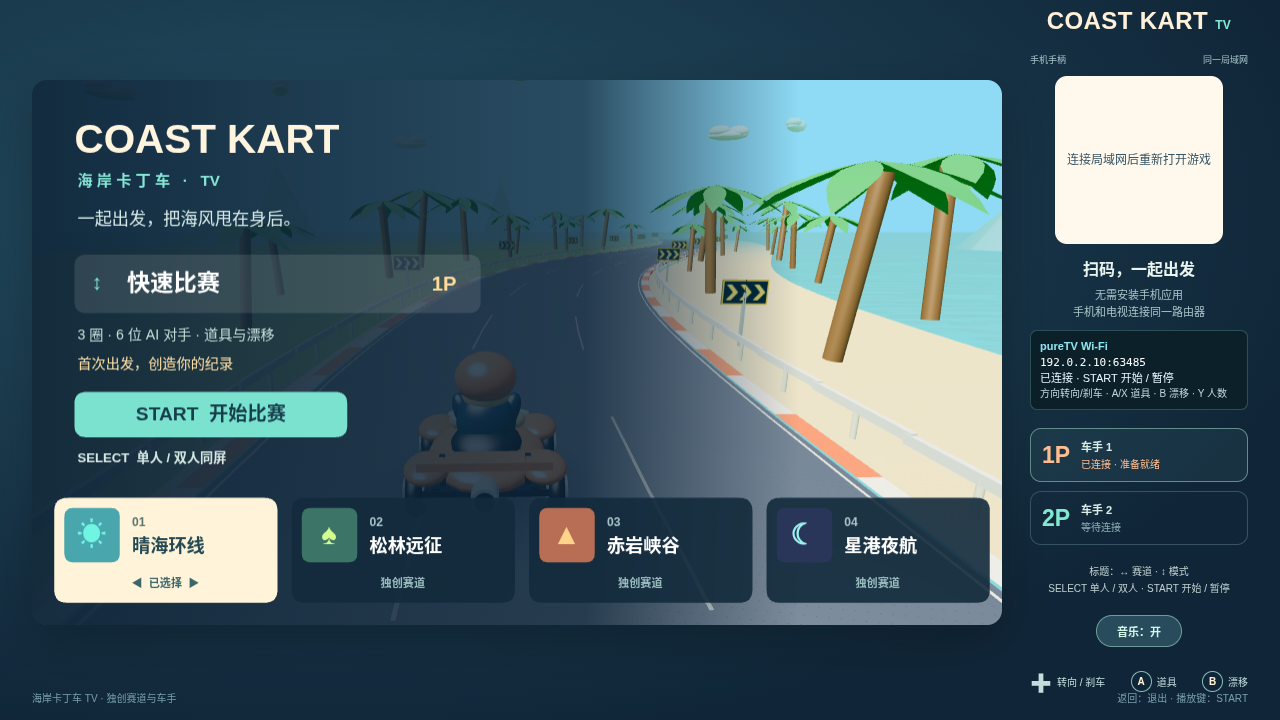 COAST KART
海岸卡丁车 · TV
一起出发，把海风甩在身后。
↕ 快速比赛 1P
3 圈 · 6 位 AI 对手 · 道具与漂移
首次出发，创造你的纪录
START 开始比赛
SELECT 单人 / 双人同屏
01
晴海环线
◀ 已选择 ▶
02
松林远征
独创赛道
03
赤岩峡谷
独创赛道
04
星港夜航
独创赛道
海岸卡丁车 TV · 独创赛道与车手
COAST KART TV
手机手柄 同一局域网
连接局域网后重新打开游戏
扫码，一起出发
无需安装手机应用
手机和电视连接同一路由器
pureTV Wi-Fi
192.0.2.10:63485
已连接 · START 开始 / 暂停
方向转向/刹车 · A/X 道具 · B 漂移 · Y 人数
1P 车手 1
已连接 · 准备就绪
2P 车手 2
等待连接
标题：↔ 赛道 · ↕ 模式
SELECT 单人 / 双人 · START 开始 / 暂停
音乐：开
转向 / 刹车 A 道具 B 漂移
返回：退出 · 播放键：START